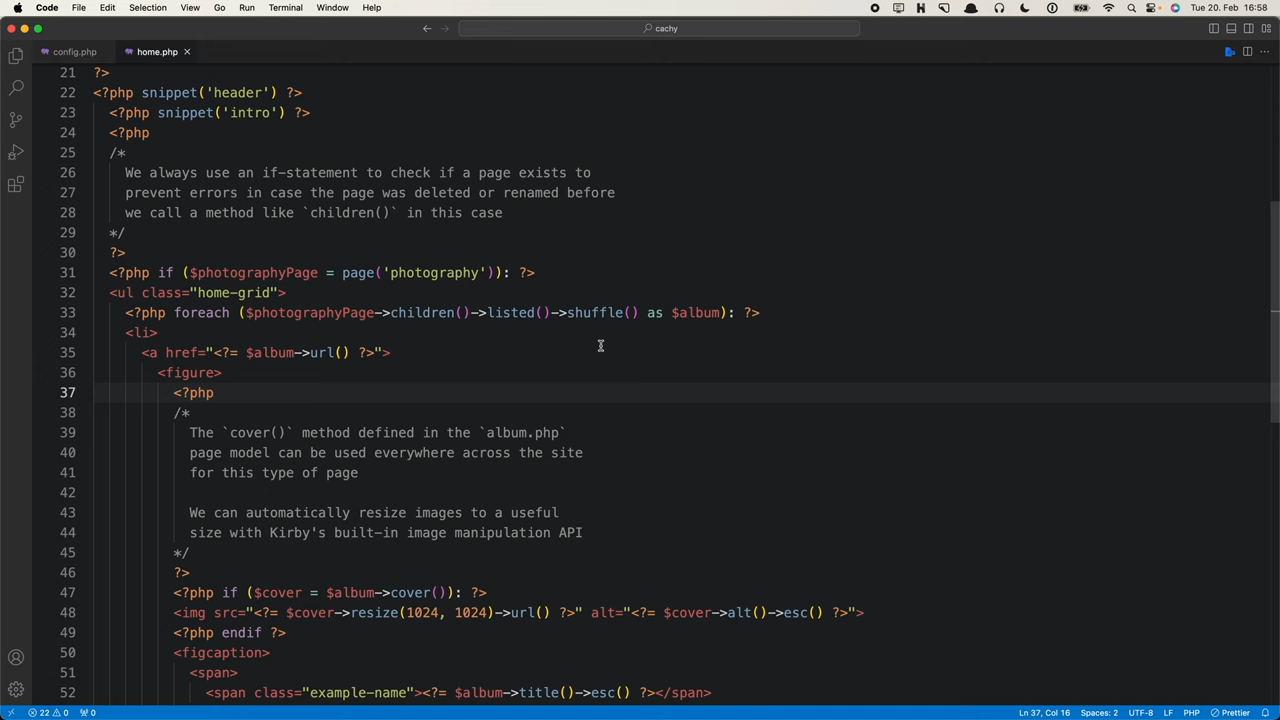 Code File Edit Selection View Go Run Terminal Window Help Tue 20. Feb 16:58
cachy
config.php home.php
21 ?>
22 <?php snippet('header') ?>
23 <?php snippet('intro') ?>
24 <?php
25 /*
26 We always use an if-statement to check if a page exists to
27 prevent errors in case the page was deleted or renamed before
28 we call a method like `children()` in this case
29 */
30 ?>
31 <?php if ($photographyPage = page('photography')): ?>
32 <ul class="home-grid">
33 <?php foreach ($photographyPage->children()->listed()->shuffle() as $album): ?>
34 <li>
35 <a href="<?= $album->url() ?>">
36 <figure>
37 <?php
38 /*
39 The `cover()` method defined in the `album.php`
40 page model can be used everywhere across the site
41 for this type of page
42
43 We can automatically resize images to a useful
44 size with Kirby's built-in image manipulation API
45 */
46 ?>
47 <?php if ($cover = $album->cover()): ?>
48 <img src="<?= $cover->resize(1024, 1024)->url() ?>" alt="<?= $cover->alt()->esc() ?>">
49 <?php endif ?>
50 <figcaption>
51 <span>
52 <span class="example-name"><?= $album->title()->esc() ?></span>
22 0 0 Ln 37, Col 16 Spaces: 2 UTF-8 LF PHP Prettier